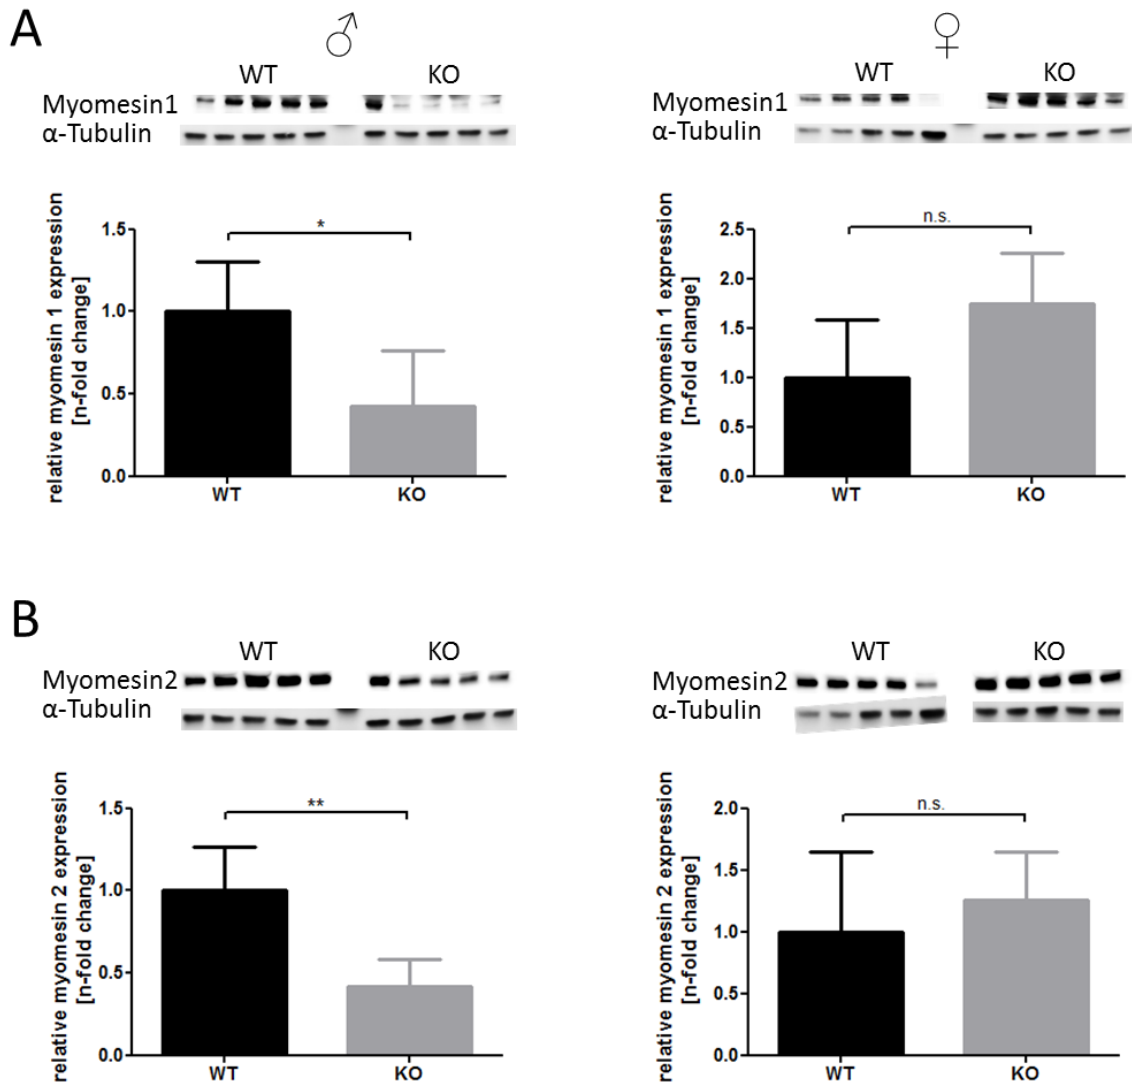 A
♂
♀
WT KO
Myomesin1
α-Tubulin
WT KO
Myomesin1
α-Tubulin
relative myomesin 1 expression
[n-fold change]
1.5
1.0
0.5
0.0
*
WT KO
relative myomesin 1 expression
[n-fold change]
2.5
2.0
1.5
1.0
0.5
0.0
n.s.
WT KO
B
WT KO
Myomesin2
α-Tubulin
WT KO
Myomesin2
α-Tubulin
relative myomesin 2 expression
[n-fold change]
1.5
1.0
0.5
0.0
**
WT KO
relative myomesin 2 expression
[n-fold change]
2.0
1.5
1.0
0.5
0.0
n.s.
WT KO